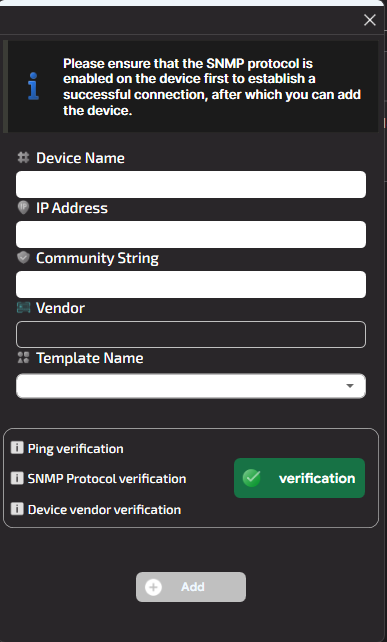 Please ensure that the SNMP protocol is
enabled on the device first to establish a
successful connection, after which you can add
the device.
Device Name
IP Address
Community String
Vendor
Template Name
Ping verification
SNMP Protocol verification
verification
Device vendor verification
Add